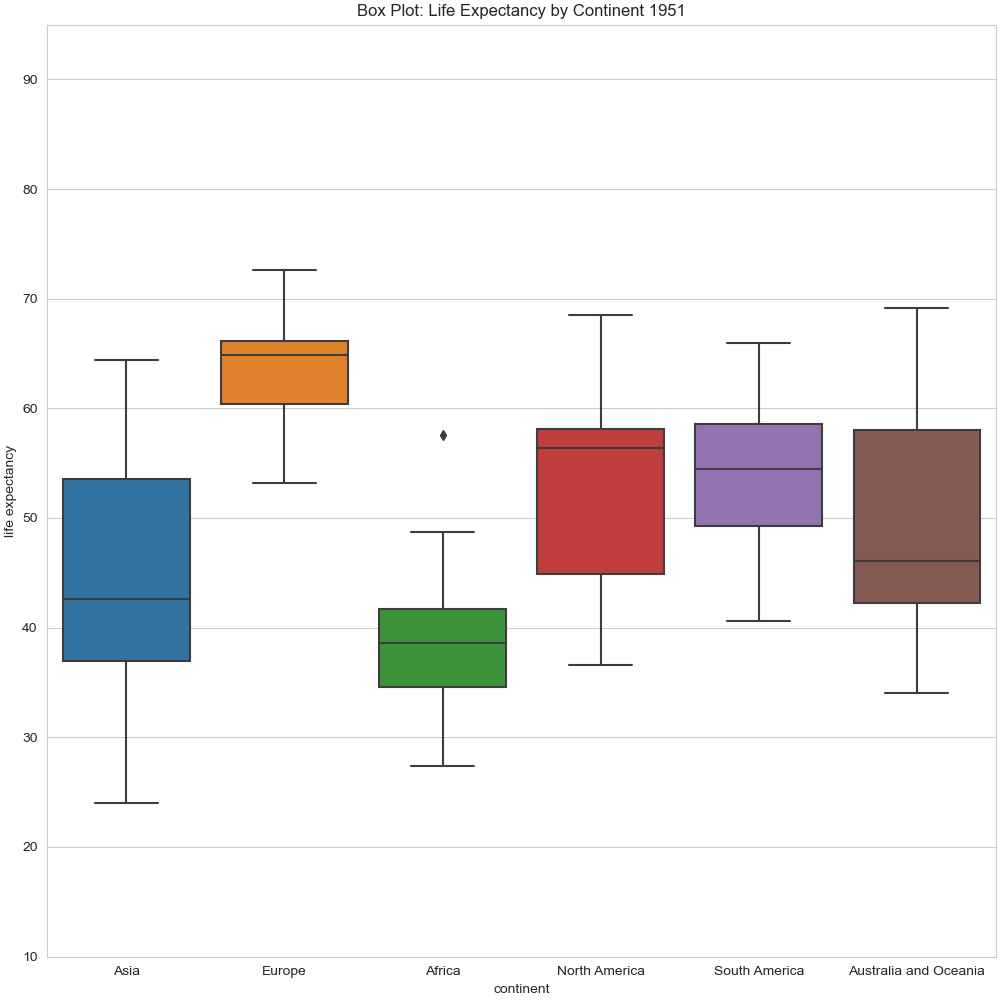 Box Plot: Life Expectancy by Continent 1951
90
80
70
60
50
40
30
20
10
life expectancy
Asia Europe Africa North America South America Australia and Oceania
continent